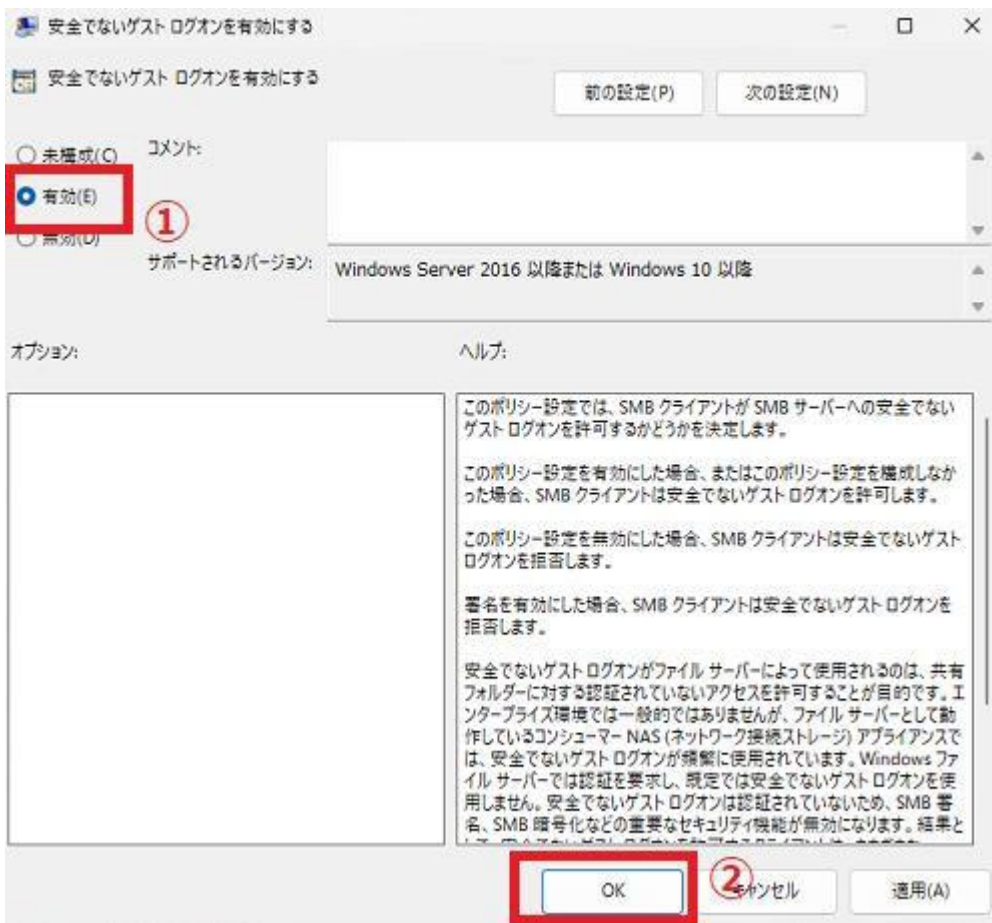 安全でないゲスト ログオンを有効にする
安全でないゲスト ログオンを有効にする
前の設定(P)
次の設定(N)
未構成(C)
コメント:
有効(E)
①
無効(D)
サポートされるバージョン:
Windows Server 2016 以降または Windows 10 以降
オプション:
ヘルプ:
このポリシー設定では、SMB クライアントが SMB サーバーへの安全でない
ゲスト ログオンを許可するかどうかを決定します。
このポリシー設定を有効にした場合、またはこのポリシー設定を構成しなか
った場合、SMB クライアントは安全でないゲスト ログオンを許可します。
このポリシー設定を無効にした場合、SMB クライアントは安全でないゲスト
ログオンを拒否します。
署名を有効にした場合、SMB クライアントは安全でないゲスト ログオンを
拒否します。
安全でないゲスト ログオンがファイル サーバーによって使用されるのは、共有
フォルダーに対する認証されていないアクセスを許可することが目的です。エ
ンタープライズ環境では一般的ではありませんが、ファイル サーバーとして動
作しているコンシューマー NAS (ネットワーク接続ストレージ) アプライアンスで
は、安全でないゲスト ログオンが頻繁に使用されています。Windows ファ
イル サーバーでは認証を要求し、既定では安全でないゲスト ログオンを使
用しません。安全でないゲスト ログオンは認証されていないため、SMB 署
名、SMB 暗号化などの重要なセキュリティ機能が無効になります。結果と
OK
②
キャンセル
適用(A)